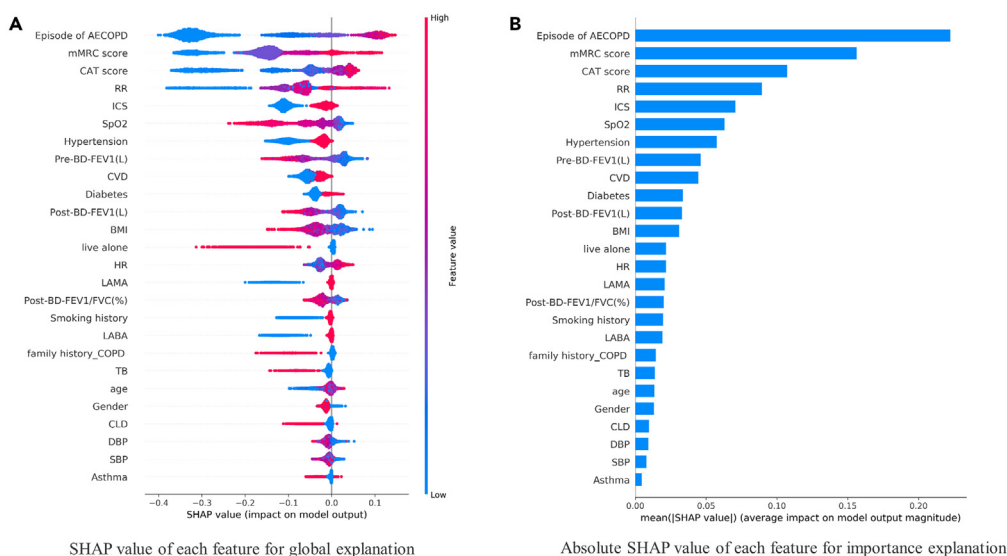 A
High
Episode of AECOPD
mMRC score
CAT score
RR
ICS
SpO2
Hypertension
Pre-BD-FEV1(L)
CVD
Diabetes
Post-BD-FEV1(L)
BMI
live alone
HR
LAMA
Post-BD-FEV1/FVC(%)
Smoking history
LABA
family history_COPD
TB
age
Gender
CLD
DBP
SBP
Asthma
Feature value
Low
−0.4 −0.3 −0.2 −0.1 0.0 0.1
SHAP value (impact on model output)
SHAP value of each feature for global explanation
B
Episode of AECOPD
mMRC score
CAT score
RR
ICS
SpO2
Hypertension
Pre-BD-FEV1(L)
CVD
Diabetes
Post-BD-FEV1(L)
BMI
live alone
HR
LAMA
Post-BD-FEV1/FVC(%)
Smoking history
LABA
family history_COPD
TB
age
Gender
CLD
DBP
SBP
Asthma
0.00 0.05 0.10 0.15 0.20
mean(|SHAP value|) (average impact on model output magnitude)
Absolute SHAP value of each feature for importance explanation